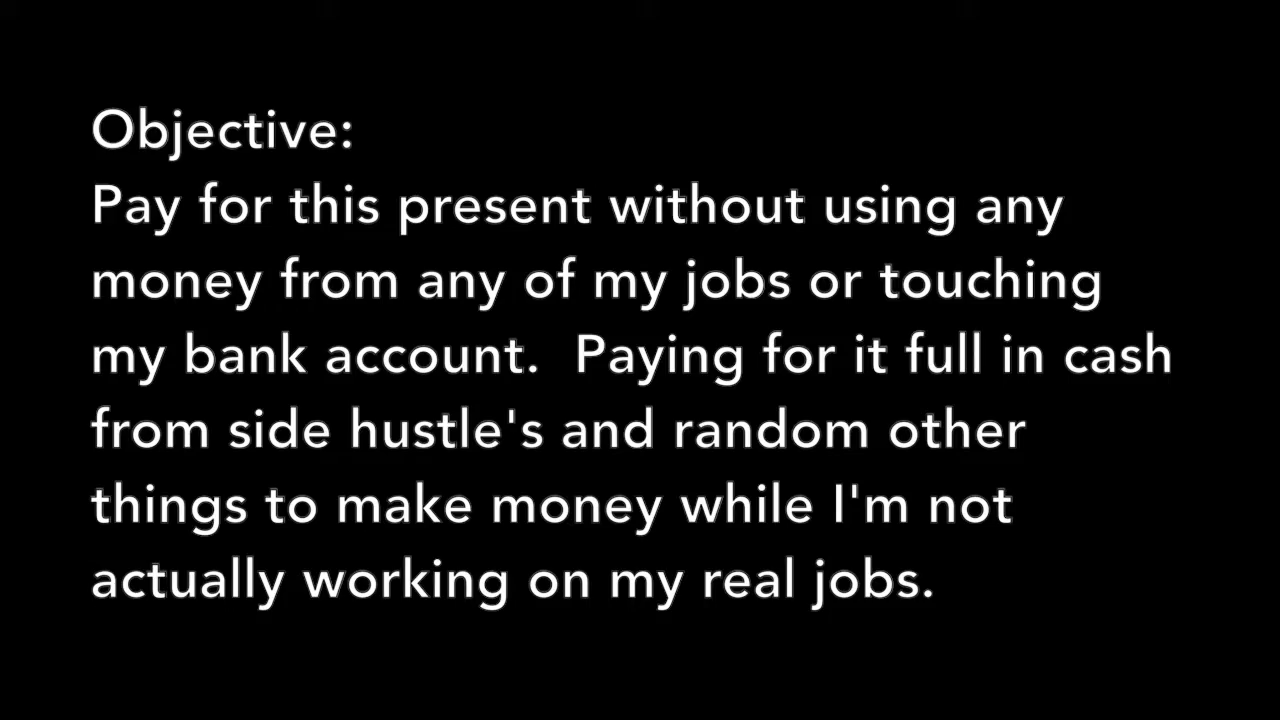 Objective:
Pay for this present without using any
money from any of my jobs or touching
my bank account.  Paying for it full in cash
from side hustle's and random other
things to make money while I'm not
actually working on my real jobs.